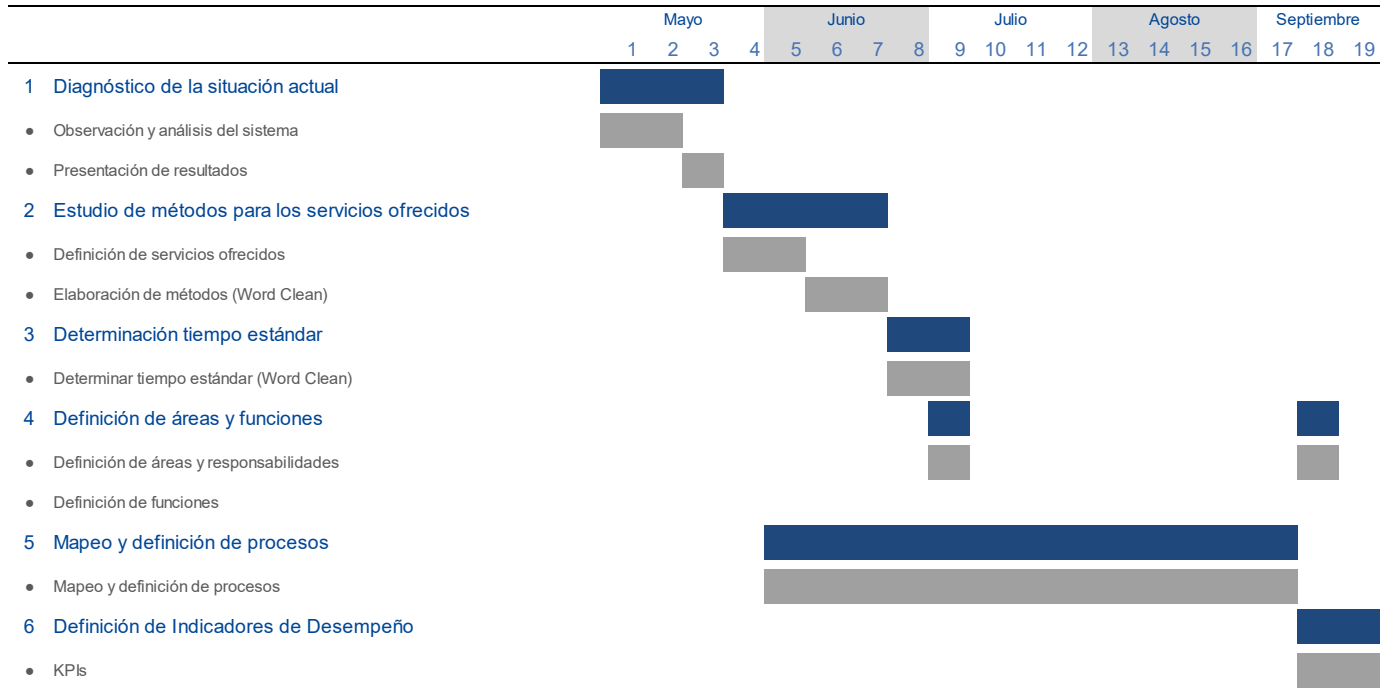 Mayo Junio Julio Agosto Septiembre
1 2 3 4 5 6 7 8 9 10 11 12 13 14 15 16 17 18 19
1 Diagnóstico de la situación actual
● Observación y análisis del sistema
● Presentación de resultados
2 Estudio de métodos para los servicios ofrecidos
● Definición de servicios ofrecidos
● Elaboración de métodos (Word Clean)
3 Determinación tiempo estándar
● Determinar tiempo estándar (Word Clean)
4 Definición de áreas y funciones
● Definición de áreas y responsabilidades
● Definición de funciones
5 Mapeo y definición de procesos
● Mapeo y definición de procesos
6 Definición de Indicadores de Desempeño
● KPIs